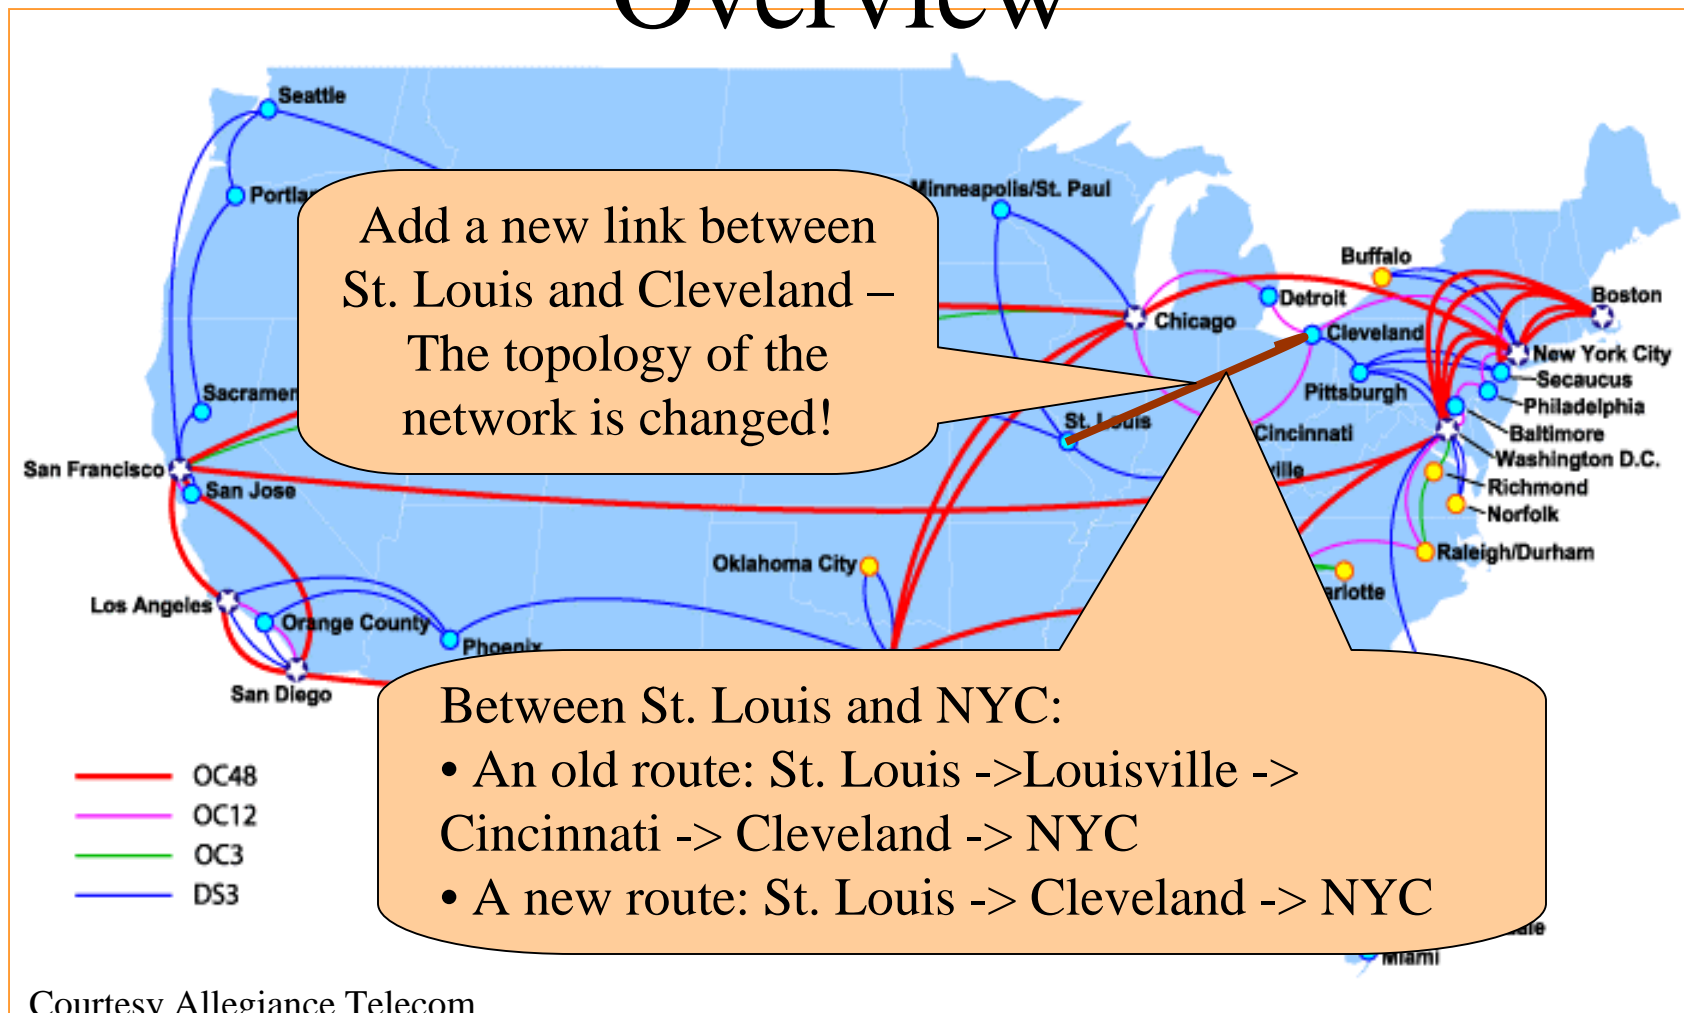 Overview
Seattle
Minneapolis/St. Paul
Add a new link between
St. Louis and Cleveland –
The topology of the
network is changed!
Buffalo
Detroit
Boston
Chicago
Cleveland
New York City
Secaucus
Pittsburgh
Philadelphia
St. Louis
Cincinnati
Baltimore
Washington D.C.
San Francisco
San Jose
Richmond
Norfolk
Oklahoma City
Raleigh/Durham
Los Angeles
Orange County
Phoenix
San Diego
Between St. Louis and NYC:
• An old route: St. Louis ->Louisville ->
Cincinnati -> Cleveland -> NYC
• A new route: St. Louis -> Cleveland -> NYC
OC48
OC12
OC3
DS3
Miami
Courtesy Allegiance Telecom